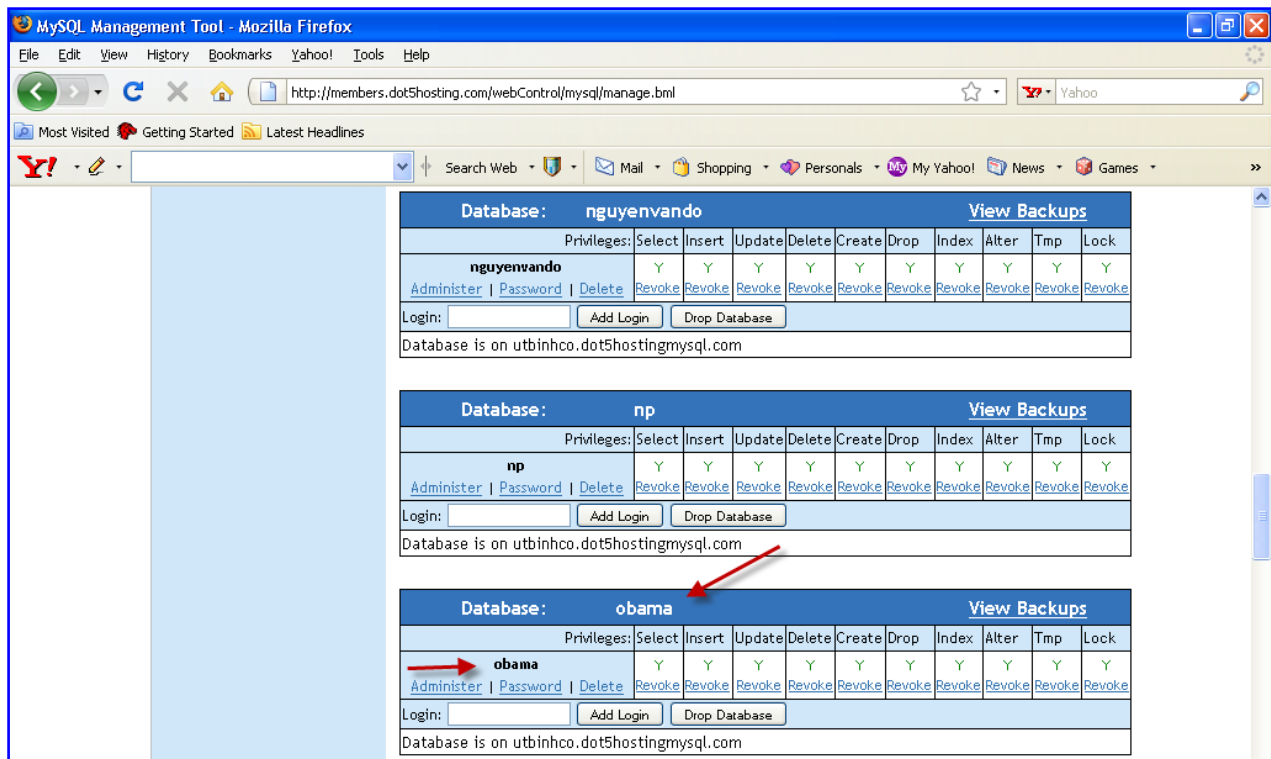 MySQL Management Tool - Mozilla Firefox
File Edit View History Bookmarks Yahoo! Tools Help
http://members.dot5hosting.com/webControl/mysql/manage.bml Yahoo
Most Visited Getting Started Latest Headlines
Y! Search Web Mail Shopping Personals My My Yahoo! News Games »
Database: nguyenvando View Backups
Privileges: Select Insert Update Delete Create Drop Index Alter Tmp Lock
nguyenvando Y Y Y Y Y Y Y Y Y Y
Administer | Password | Delete Revoke Revoke Revoke Revoke Revoke Revoke Revoke Revoke Revoke Revoke
Login: Add Login Drop Database
Database is on utbinhco.dot5hostingmysql.com
Database: np View Backups
Privileges: Select Insert Update Delete Create Drop Index Alter Tmp Lock
np Y Y Y Y Y Y Y Y Y Y
Administer | Password | Delete Revoke Revoke Revoke Revoke Revoke Revoke Revoke Revoke Revoke Revoke
Login: Add Login Drop Database
Database is on utbinhco.dot5hostingmysql.com
Database: obama View Backups
Privileges: Select Insert Update Delete Create Drop Index Alter Tmp Lock
obama Y Y Y Y Y Y Y Y Y Y
Administer | Password | Delete Revoke Revoke Revoke Revoke Revoke Revoke Revoke Revoke Revoke Revoke
Login: Add Login Drop Database
Database is on utbinhco.dot5hostingmysql.com